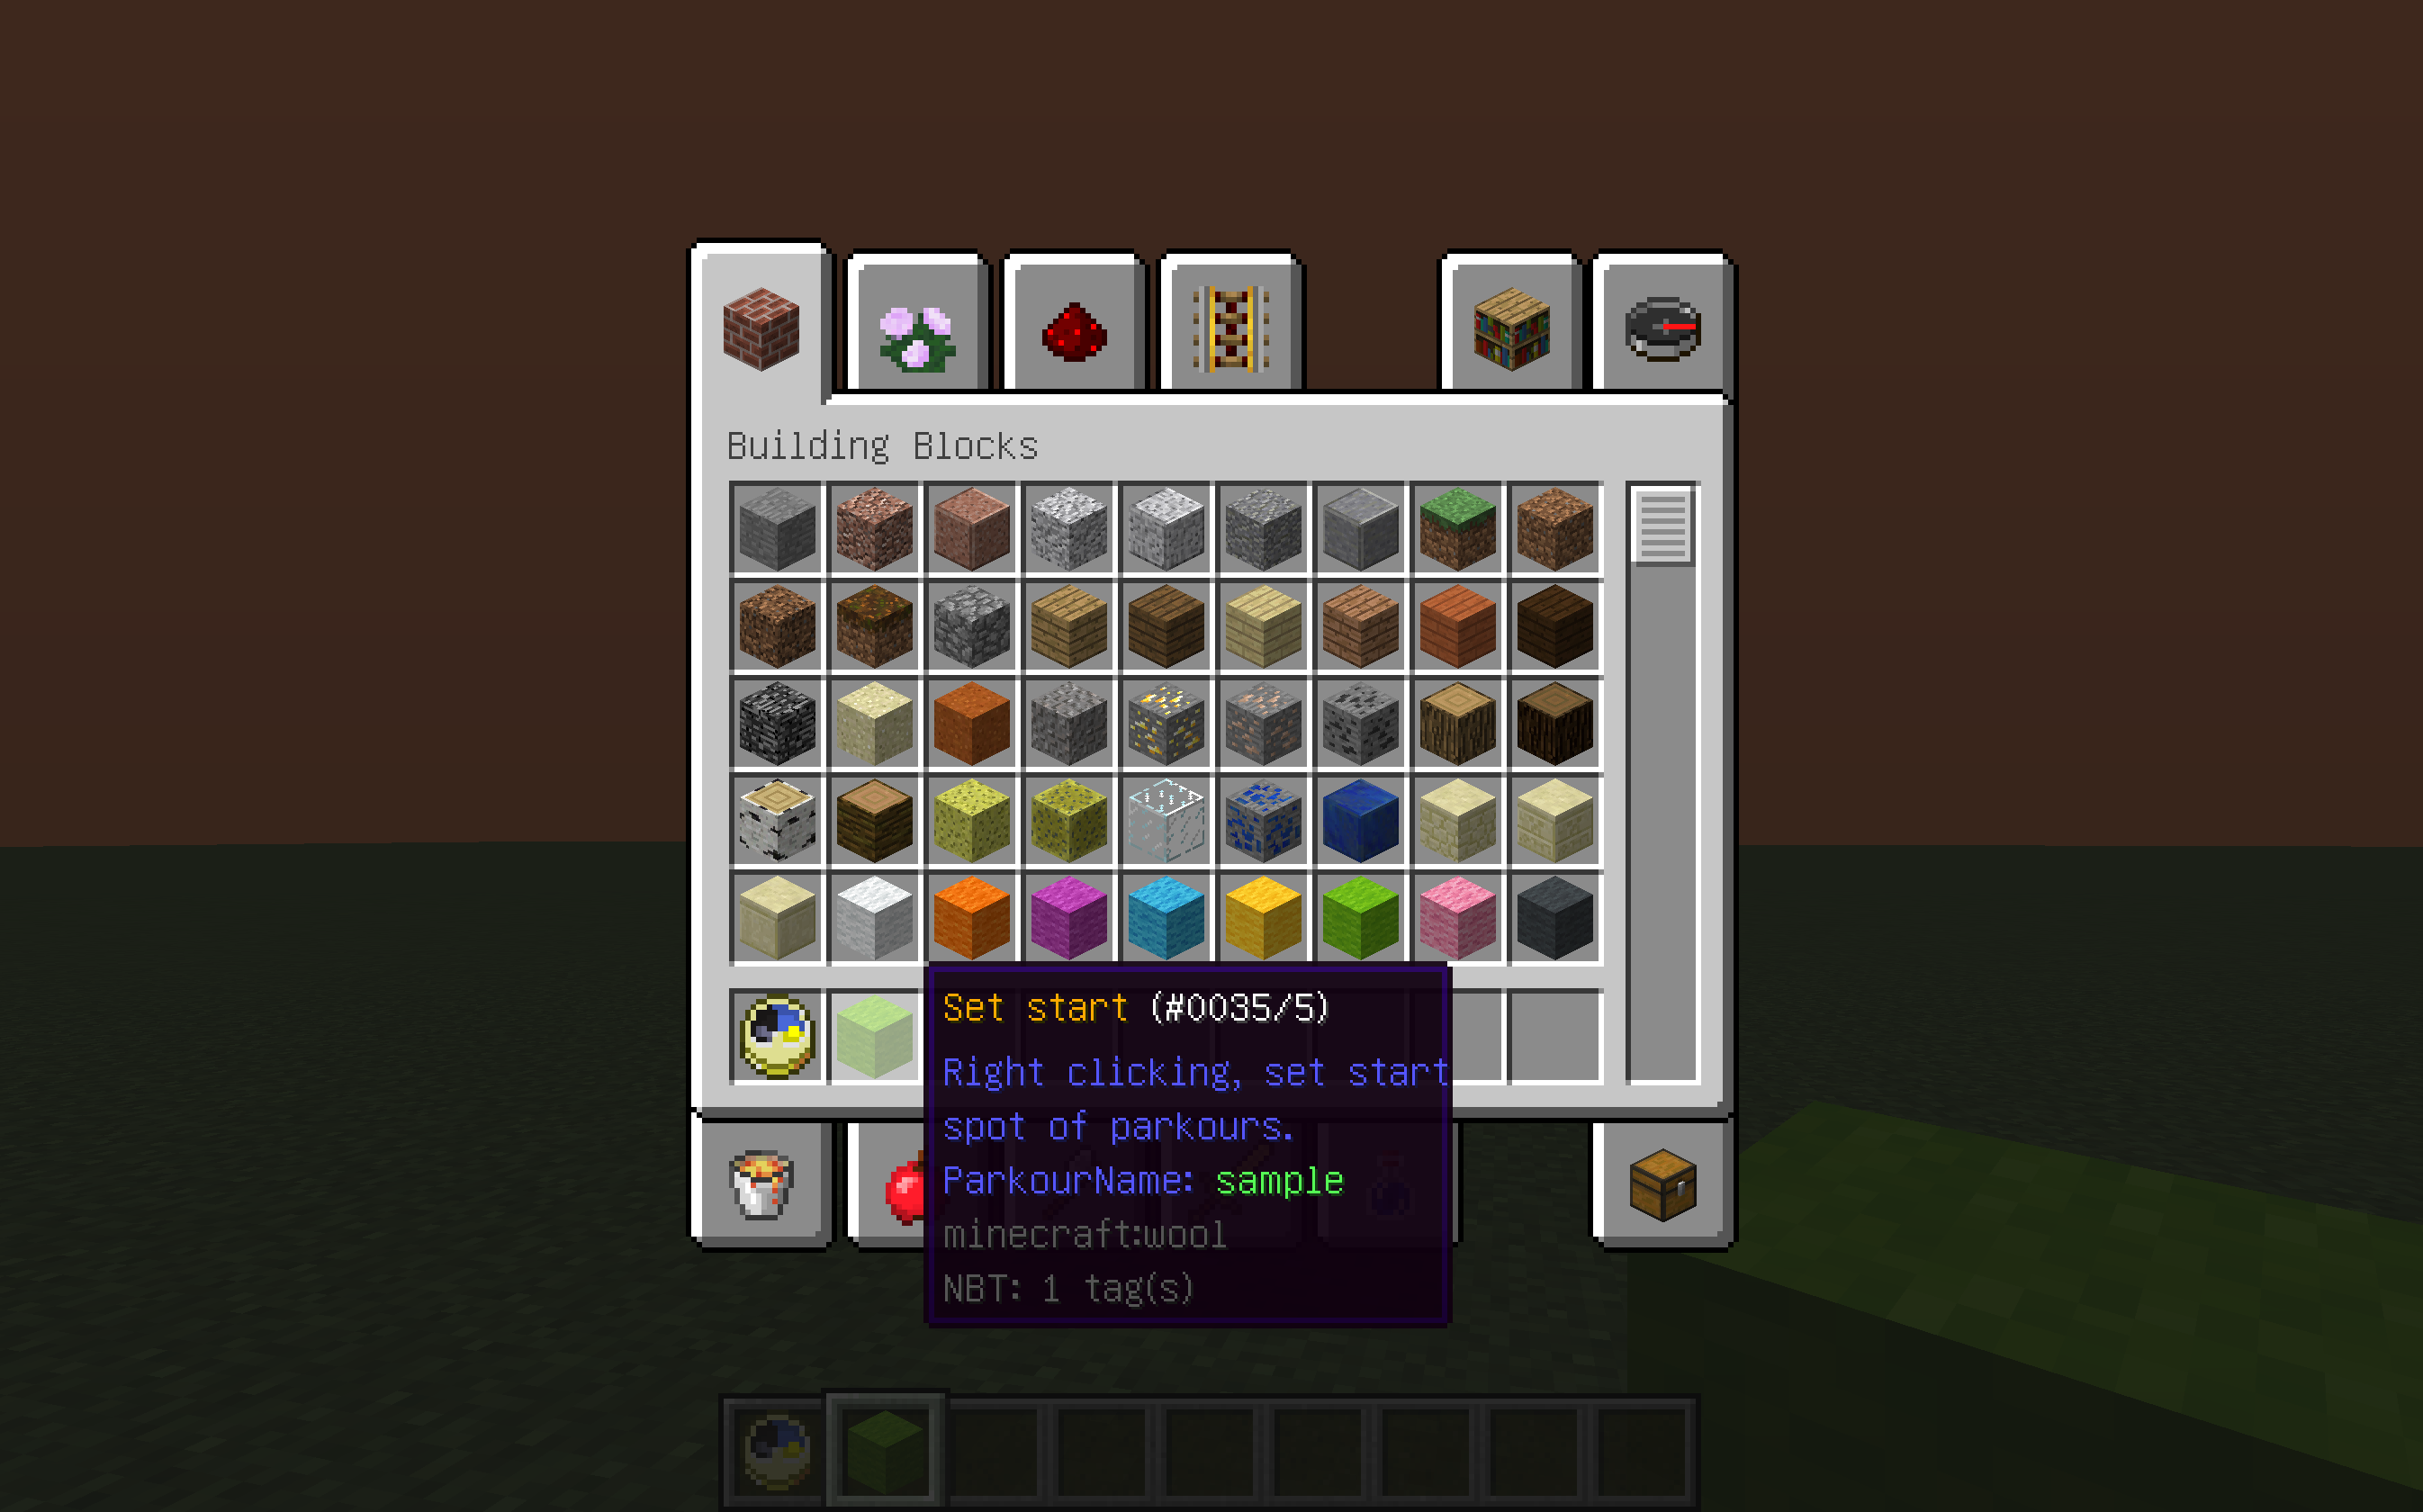 Building Blocks
Set start (#0035/5)
Right clicking, set start
spot of parkours.
ParkourName: sample
minecraft:wool
NBT: 1 tag(s)